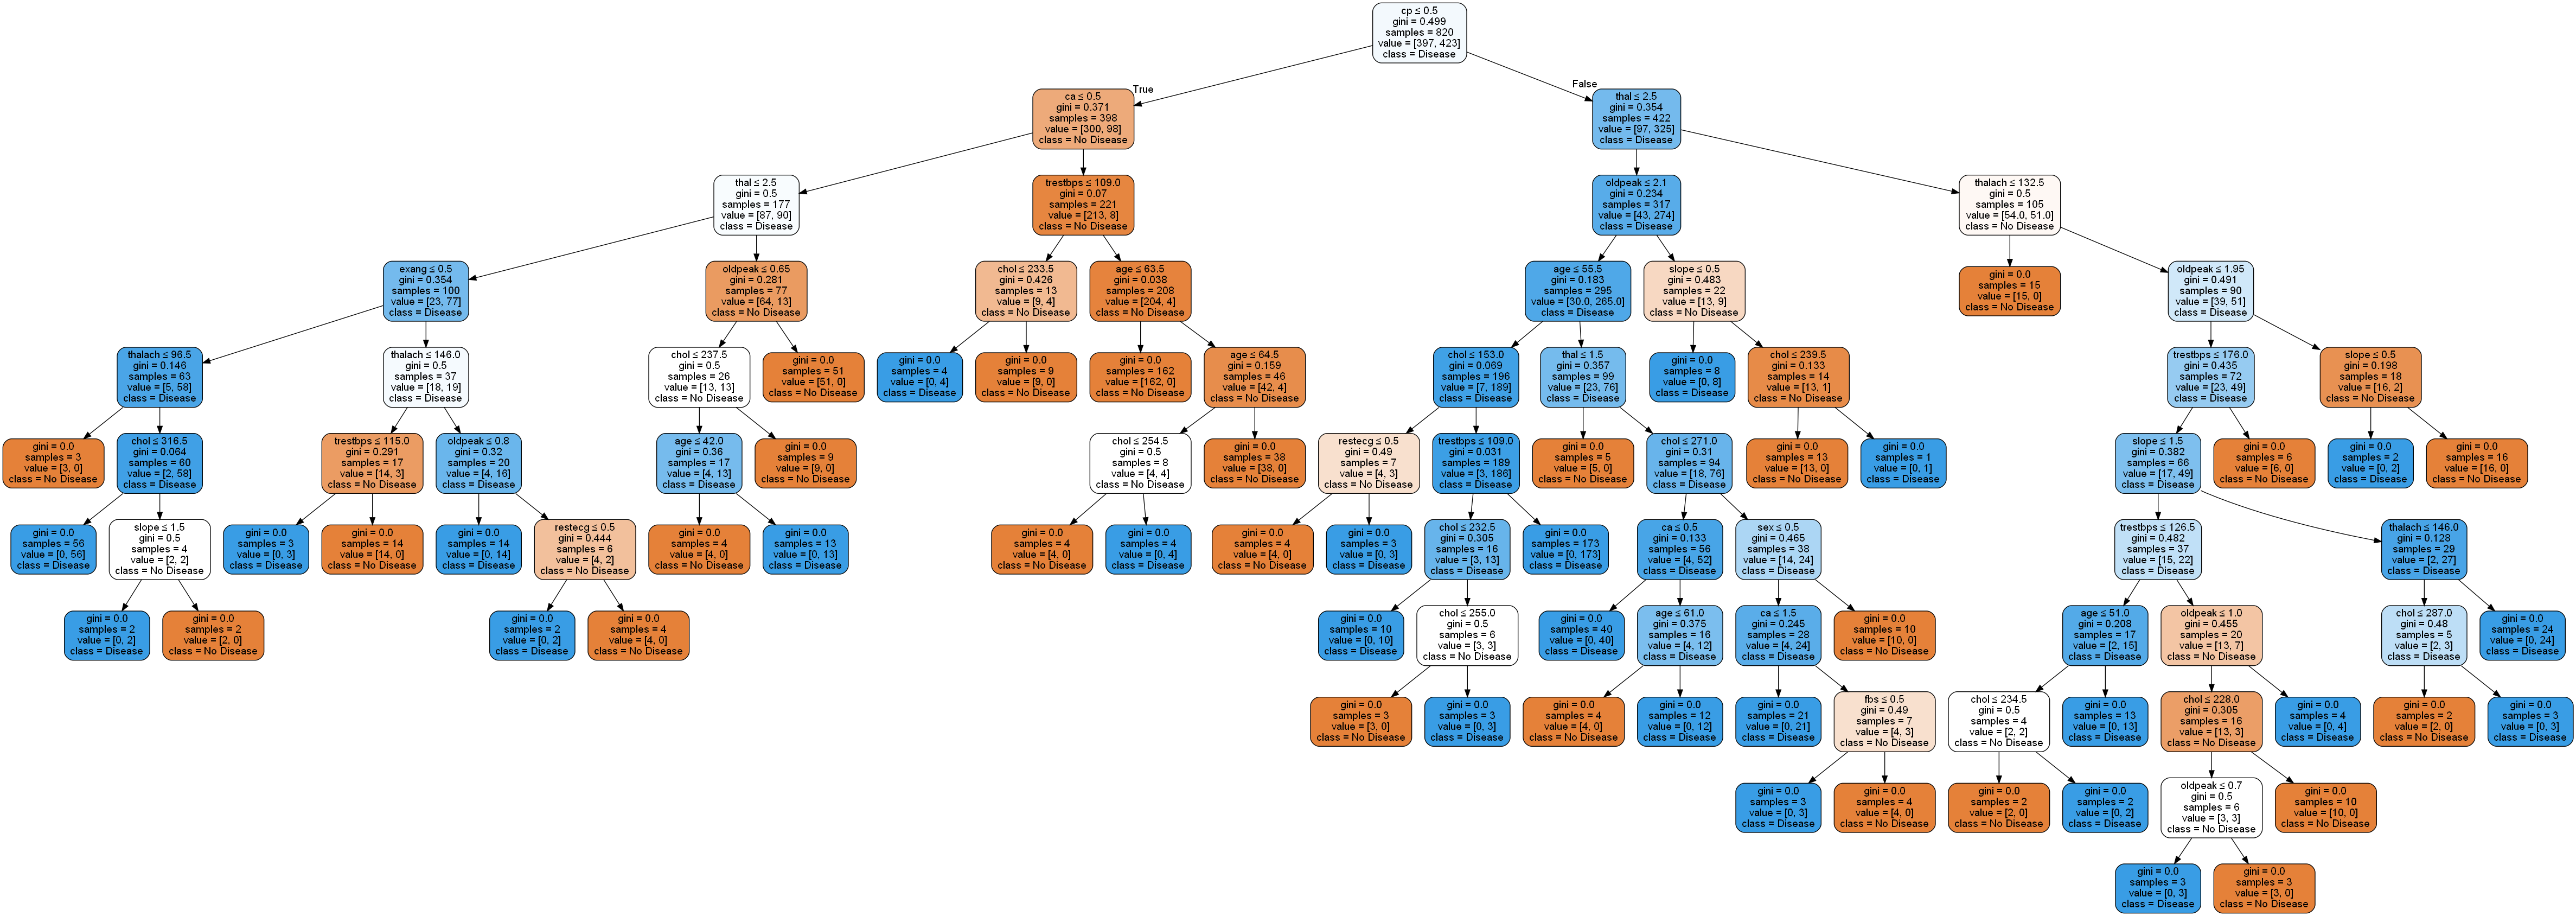 cp ≤ 0.5
gini = 0.499
samples = 820
value = [397, 423]
class = Disease
True
False
ca ≤ 0.5
gini = 0.371
samples = 398
value = [300, 98]
class = No Disease
thal ≤ 2.5
gini = 0.354
samples = 422
value = [97, 325]
class = Disease
thal ≤ 2.5
gini = 0.5
samples = 177
value = [87, 90]
class = Disease
trestbps ≤ 109.0
gini = 0.07
samples = 221
value = [213, 8]
class = No Disease
oldpeak ≤ 2.1
gini = 0.234
samples = 317
value = [43, 274]
class = Disease
thalach ≤ 132.5
gini = 0.5
samples = 105
value = [54.0, 51.0]
class = No Disease
exang ≤ 0.5
gini = 0.354
samples = 100
value = [23, 77]
class = Disease
oldpeak ≤ 0.65
gini = 0.281
samples = 77
value = [64, 13]
class = No Disease
chol ≤ 233.5
gini = 0.426
samples = 13
value = [9, 4]
class = No Disease
age ≤ 63.5
gini = 0.038
samples = 208
value = [204, 4]
class = No Disease
age ≤ 55.5
gini = 0.183
samples = 295
value = [30.0, 265.0]
class = Disease
slope ≤ 0.5
gini = 0.483
samples = 22
value = [13, 9]
class = No Disease
gini = 0.0
samples = 15
value = [15, 0]
class = No Disease
oldpeak ≤ 1.95
gini = 0.491
samples = 90
value = [39, 51]
class = Disease
thalach ≤ 96.5
gini = 0.146
samples = 63
value = [5, 58]
class = Disease
thalach ≤ 146.0
gini = 0.5
samples = 37
value = [18, 19]
class = Disease
chol ≤ 237.5
gini = 0.5
samples = 26
value = [13, 13]
class = No Disease
gini = 0.0
samples = 51
value = [51, 0]
class = No Disease
gini = 0.0
samples = 4
value = [0, 4]
class = Disease
gini = 0.0
samples = 9
value = [9, 0]
class = No Disease
gini = 0.0
samples = 162
value = [162, 0]
class = No Disease
age ≤ 64.5
gini = 0.159
samples = 46
value = [42, 4]
class = No Disease
chol ≤ 153.0
gini = 0.069
samples = 196
value = [7, 189]
class = Disease
thal ≤ 1.5
gini = 0.357
samples = 99
value = [23, 76]
class = Disease
gini = 0.0
samples = 8
value = [0, 8]
class = Disease
chol ≤ 239.5
gini = 0.133
samples = 14
value = [13, 1]
class = No Disease
trestbps ≤ 176.0
gini = 0.435
samples = 72
value = [23, 49]
class = Disease
slope ≤ 0.5
gini = 0.198
samples = 18
value = [16, 2]
class = No Disease
gini = 0.0
samples = 3
value = [3, 0]
class = No Disease
chol ≤ 316.5
gini = 0.064
samples = 60
value = [2, 58]
class = Disease
trestbps ≤ 115.0
gini = 0.291
samples = 17
value = [14, 3]
class = No Disease
oldpeak ≤ 0.8
gini = 0.32
samples = 20
value = [4, 16]
class = Disease
age ≤ 42.0
gini = 0.36
samples = 17
value = [4, 13]
class = Disease
gini = 0.0
samples = 9
value = [9, 0]
class = No Disease
chol ≤ 254.5
gini = 0.5
samples = 8
value = [4, 4]
class = No Disease
gini = 0.0
samples = 38
value = [38, 0]
class = No Disease
restecg ≤ 0.5
gini = 0.49
samples = 7
value = [4, 3]
class = No Disease
trestbps ≤ 109.0
gini = 0.031
samples = 189
value = [3, 186]
class = Disease
gini = 0.0
samples = 5
value = [5, 0]
class = No Disease
chol ≤ 271.0
gini = 0.31
samples = 94
value = [18, 76]
class = Disease
gini = 0.0
samples = 13
value = [13, 0]
class = No Disease
gini = 0.0
samples = 1
value = [0, 1]
class = Disease
slope ≤ 1.5
gini = 0.382
samples = 66
value = [17, 49]
class = Disease
gini = 0.0
samples = 6
value = [6, 0]
class = No Disease
gini = 0.0
samples = 2
value = [0, 2]
class = Disease
gini = 0.0
samples = 16
value = [16, 0]
class = No Disease
gini = 0.0
samples = 56
value = [0, 56]
class = Disease
slope ≤ 1.5
gini = 0.5
samples = 4
value = [2, 2]
class = No Disease
gini = 0.0
samples = 3
value = [0, 3]
class = Disease
gini = 0.0
samples = 14
value = [14, 0]
class = No Disease
gini = 0.0
samples = 14
value = [0, 14]
class = Disease
restecg ≤ 0.5
gini = 0.444
samples = 6
value = [4, 2]
class = No Disease
gini = 0.0
samples = 4
value = [4, 0]
class = No Disease
gini = 0.0
samples = 13
value = [0, 13]
class = Disease
gini = 0.0
samples = 4
value = [4, 0]
class = No Disease
gini = 0.0
samples = 4
value = [0, 4]
class = Disease
gini = 0.0
samples = 4
value = [4, 0]
class = No Disease
gini = 0.0
samples = 3
value = [0, 3]
class = Disease
chol ≤ 232.5
gini = 0.305
samples = 16
value = [3, 13]
class = Disease
gini = 0.0
samples = 173
value = [0, 173]
class = Disease
ca ≤ 0.5
gini = 0.133
samples = 56
value = [4, 52]
class = Disease
sex ≤ 0.5
gini = 0.465
samples = 38
value = [14, 24]
class = Disease
trestbps ≤ 126.5
gini = 0.482
samples = 37
value = [15, 22]
class = Disease
thalach ≤ 146.0
gini = 0.128
samples = 29
value = [2, 27]
class = Disease
gini = 0.0
samples = 2
value = [0, 2]
class = Disease
gini = 0.0
samples = 2
value = [2, 0]
class = No Disease
gini = 0.0
samples = 2
value = [0, 2]
class = Disease
gini = 0.0
samples = 4
value = [4, 0]
class = No Disease
gini = 0.0
samples = 10
value = [0, 10]
class = Disease
chol ≤ 255.0
gini = 0.5
samples = 6
value = [3, 3]
class = No Disease
gini = 0.0
samples = 40
value = [0, 40]
class = Disease
age ≤ 61.0
gini = 0.375
samples = 16
value = [4, 12]
class = Disease
ca ≤ 1.5
gini = 0.245
samples = 28
value = [4, 24]
class = Disease
gini = 0.0
samples = 10
value = [10, 0]
class = No Disease
age ≤ 51.0
gini = 0.208
samples = 17
value = [2, 15]
class = Disease
oldpeak ≤ 1.0
gini = 0.455
samples = 20
value = [13, 7]
class = No Disease
chol ≤ 287.0
gini = 0.48
samples = 5
value = [2, 3]
class = Disease
gini = 0.0
samples = 24
value = [0, 24]
class = Disease
gini = 0.0
samples = 3
value = [3, 0]
class = No Disease
gini = 0.0
samples = 3
value = [0, 3]
class = Disease
gini = 0.0
samples = 4
value = [4, 0]
class = No Disease
gini = 0.0
samples = 12
value = [0, 12]
class = Disease
gini = 0.0
samples = 21
value = [0, 21]
class = Disease
fbs ≤ 0.5
gini = 0.49
samples = 7
value = [4, 3]
class = No Disease
chol ≤ 234.5
gini = 0.5
samples = 4
value = [2, 2]
class = No Disease
gini = 0.0
samples = 13
value = [0, 13]
class = Disease
chol ≤ 228.0
gini = 0.305
samples = 16
value = [13, 3]
class = No Disease
gini = 0.0
samples = 4
value = [0, 4]
class = Disease
gini = 0.0
samples = 2
value = [2, 0]
class = No Disease
gini = 0.0
samples = 3
value = [0, 3]
class = Disease
gini = 0.0
samples = 3
value = [0, 3]
class = Disease
gini = 0.0
samples = 4
value = [4, 0]
class = No Disease
gini = 0.0
samples = 2
value = [2, 0]
class = No Disease
gini = 0.0
samples = 2
value = [0, 2]
class = Disease
oldpeak ≤ 0.7
gini = 0.5
samples = 6
value = [3, 3]
class = No Disease
gini = 0.0
samples = 10
value = [10, 0]
class = No Disease
gini = 0.0
samples = 3
value = [0, 3]
class = Disease
gini = 0.0
samples = 3
value = [3, 0]
class = No Disease